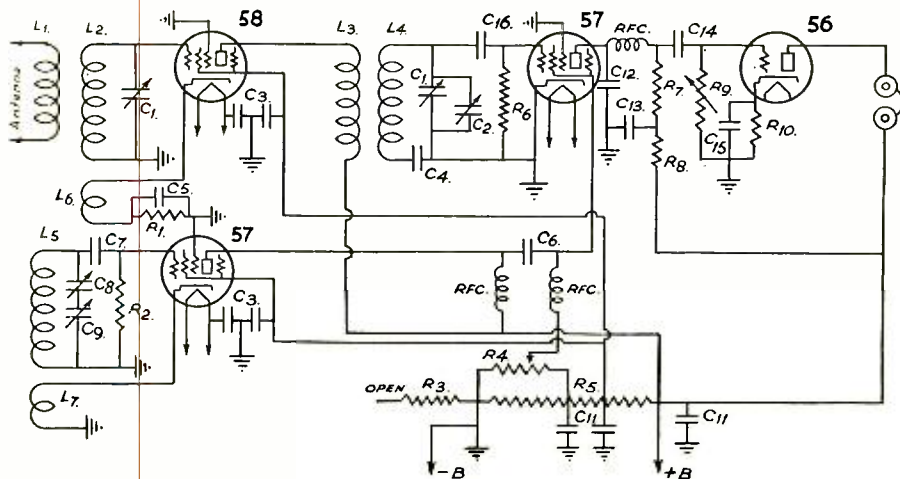 58
57
56
L1.
L2.
L3.
L4.
C16.
RFC.
C14
Antenna
C1.
C3.
C1.
C2.
R6
C12.
C13.
R7
R9.
C15
R10.
C4.
R8.
L6.
C5.
R1.
L5
C7.
57
C6.
C8
C9.
R2.
C3.
RFC.
RFC.
L7.
R4
OPEN
R3.
R5.
C11
C11
-B
+B